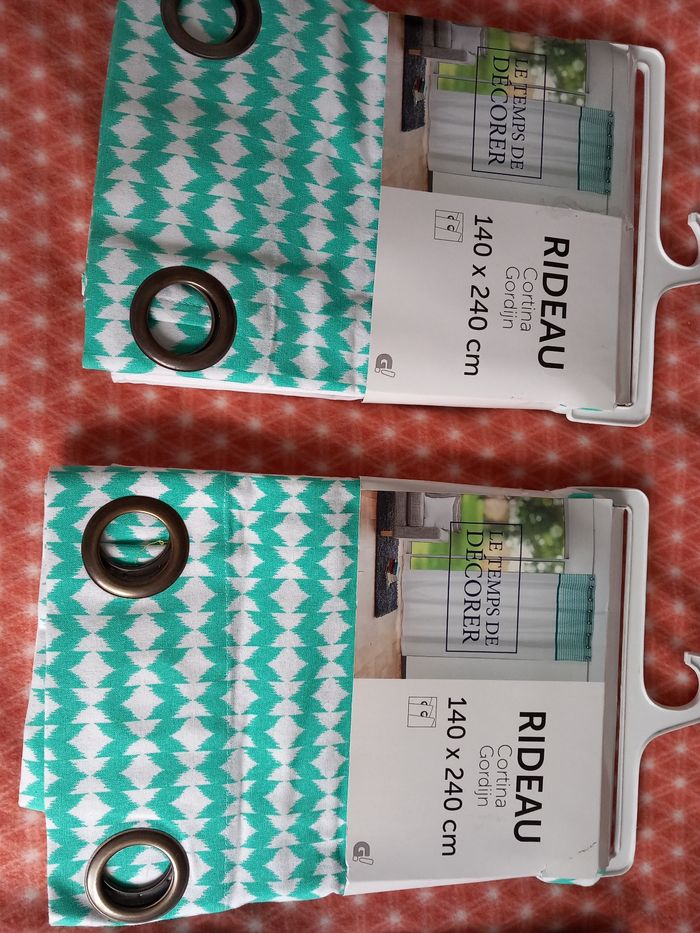 LE TEMPS DE
DÉCORER
RIDEAU
Cortina
Gordijn
140 x 240 cm
G!
LE TEMPS DE
DÉCORER
RIDEAU
Cortina
Gordijn
140 x 240 cm
G!